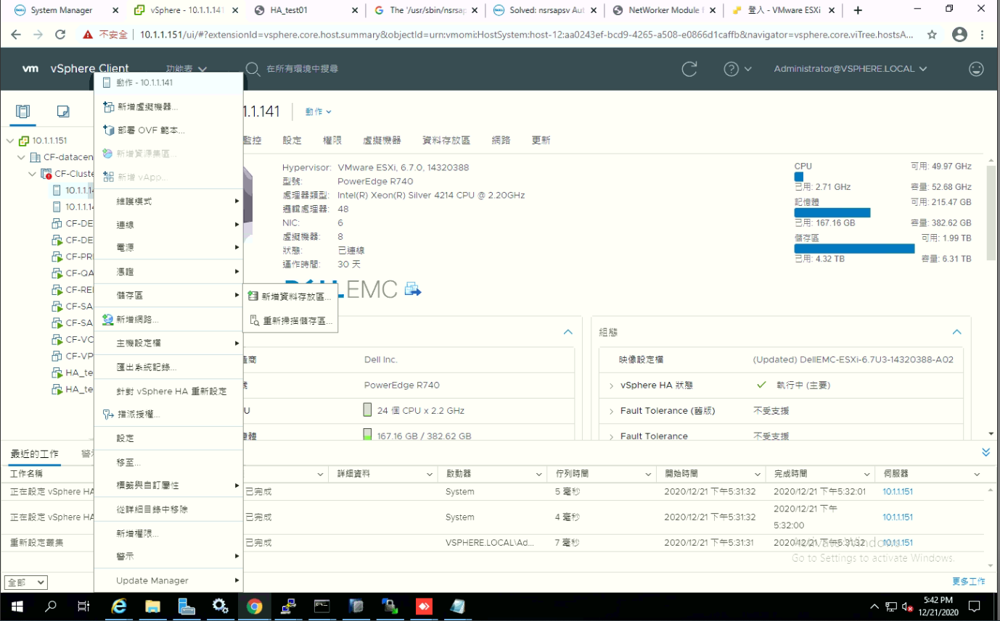 System Manager
vSphere - 10.1.1.141
HA_test01
The '/usr/sbin/nsrsap
Solved: nsrsapsv Aut
NetWorker Module
登入 - VMware ESXi
不安全
10.1.1.151/ui/#?extensionId=vsphere.core.host.summary&objectId=urn:vmomi:HostSystem:host-12:aa0243ef-bcd9-4265-a508-e0866d1caffb&navigator=vsphere.core.viTree.hostsA...
vm vSphere Client
功能表
在所有環境中搜尋
Administrator@VSPHERE.LOCAL
動作 - 10.1.1.141
新增虛擬機器...
部署 OVF 範本...
新增資源集區...
新增 vApp...
維護模式
連線
電源
憑證
儲存區
新增網路...
主機設定檔
匯出系統記錄...
針對 vSphere HA 重新設定
指派授權...
設定
移至...
標籤與自訂屬性
從詳細目錄中移除
新增權限...
警示
Update Manager
新增資料存放區...
重新掃描儲存區...
10.1.1.151
CF-datacen
CF-Cluste
10.1.1.14
10.1.1.14
CF-DE
CF-DE
CF-PR
CF-QA
CF-RE
CF-SA
CF-SA
CF-VC
CF-VP
HA_te
HA_te
1.1.141
動作
監控 設定 權限 虛擬機器 資料存放區 網路 更新
Hypervisor: VMware ESXi, 6.7.0, 14320388
型號: PowerEdge R740
處理器類型: Intel(R) Xeon(R) Silver 4214 CPU @ 2.20GHz
邏輯處理器: 48
NIC: 6
虛擬機器: 8
狀態: 已連線
運作時間: 30 天
EMC
CPU 可用: 49.97 GHz
已用: 2.71 GHz 容量: 52.68 GHz
記憶體 可用: 215.47 GB
已用: 167.16 GB 容量: 382.62 GB
儲存區 可用: 1.99 TB
已用: 4.32 TB 容量: 6.31 TB
造商 Dell Inc.
號 PowerEdge R740
U 24 個 CPU x 2.2 GHz
憶體 167.16 GB / 382.62 GB
組態
映像設定檔 (Updated) DellEMC-ESXi-6.7U3-14320388-A02
vSphere HA 狀態 執行中 (主要)
Fault Tolerance (舊版) 不受支援
Fault Tolerance 不受支援
最近的工作 警示
工作名稱 詳細資料 啟動器 佇列時間 開始時間 完成時間 伺服器
正在設定 vSphere HA 已完成 System 5 毫秒 2020/12/21 下午5:31:32 2020/12/21 下午5:32:01 10.1.1.151
正在設定 vSphere HA 已完成 System 4 毫秒 2020/12/21 下午5:31:32 2020/12/21 下午5:32:00 10.1.1.151
重新設定叢集 已完成 VSPHERE.LOCAL\Ad... 7 毫秒 2020/12/21 下午5:31:31 2020/12/21 下午5:31:32 10.1.1.151
Activate Windows
Go to Settings to activate Windows.
全部
更多工作
5:42 PM
12/21/2020